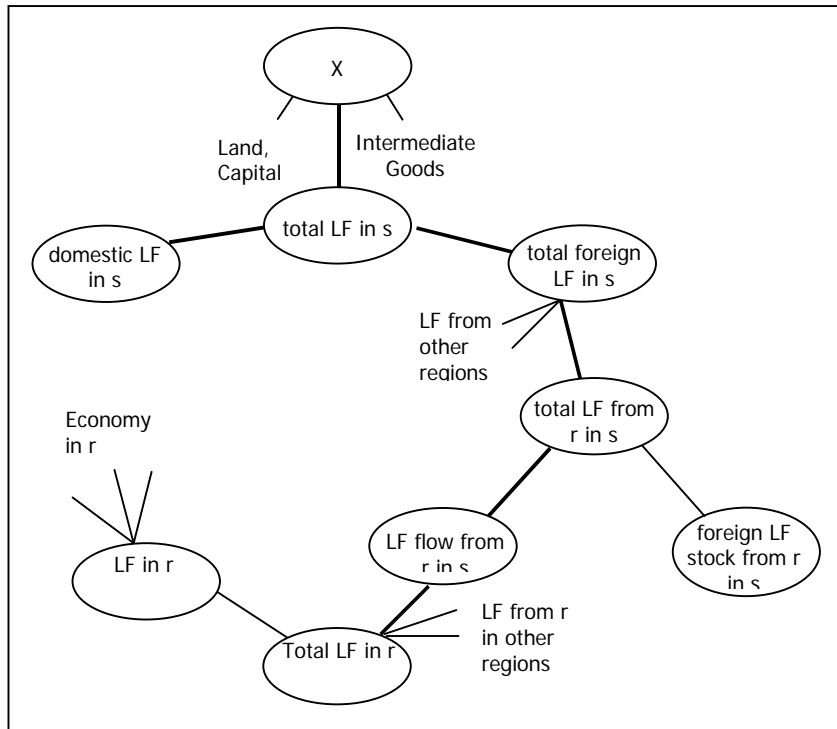 X
Land,
Capital
Intermediate
Goods
total LF in s
domestic LF
in s
total foreign
LF in s
LF from
other
regions
total LF from
r in s
Economy
in r
LF flow from
r in s
foreign LF
stock from r
in s
LF in r
LF from r
in other
regions
Total LF in r